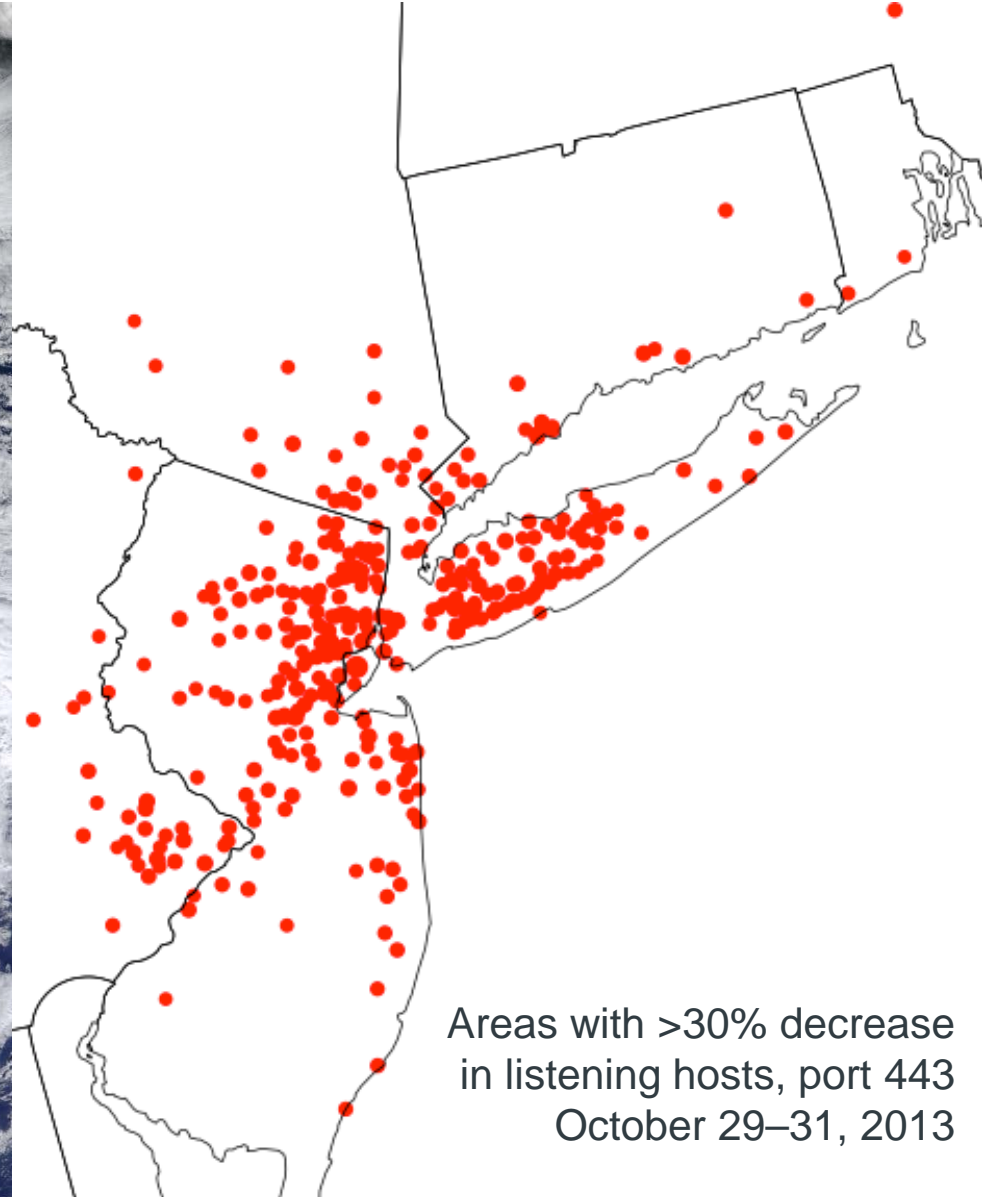 Areas with >30% decrease
in listening hosts, port 443
October 29–31, 2013